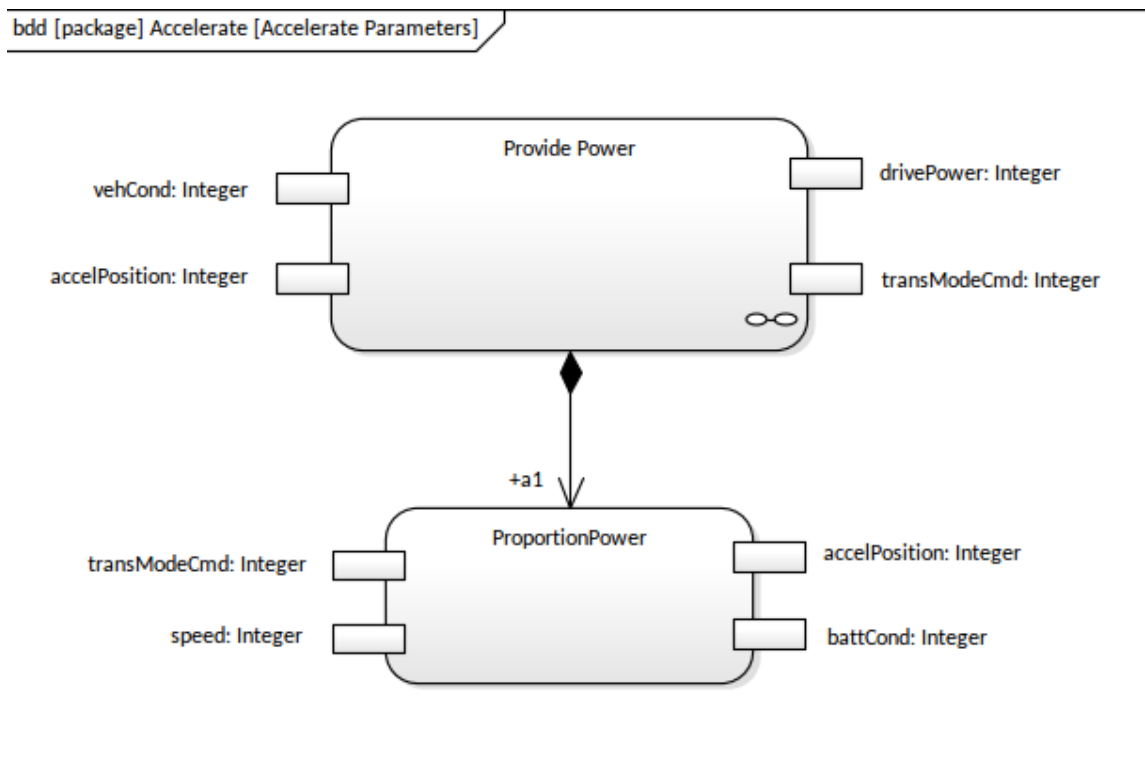 bdd [package] Accelerate [Accelerate Parameters]
Provide Power
vehCond: Integer
drivePower: Integer
accelPosition: Integer
transModeCmd: Integer
+a1
ProportionPower
transModeCmd: Integer
accelPosition: Integer
speed: Integer
battCond: Integer